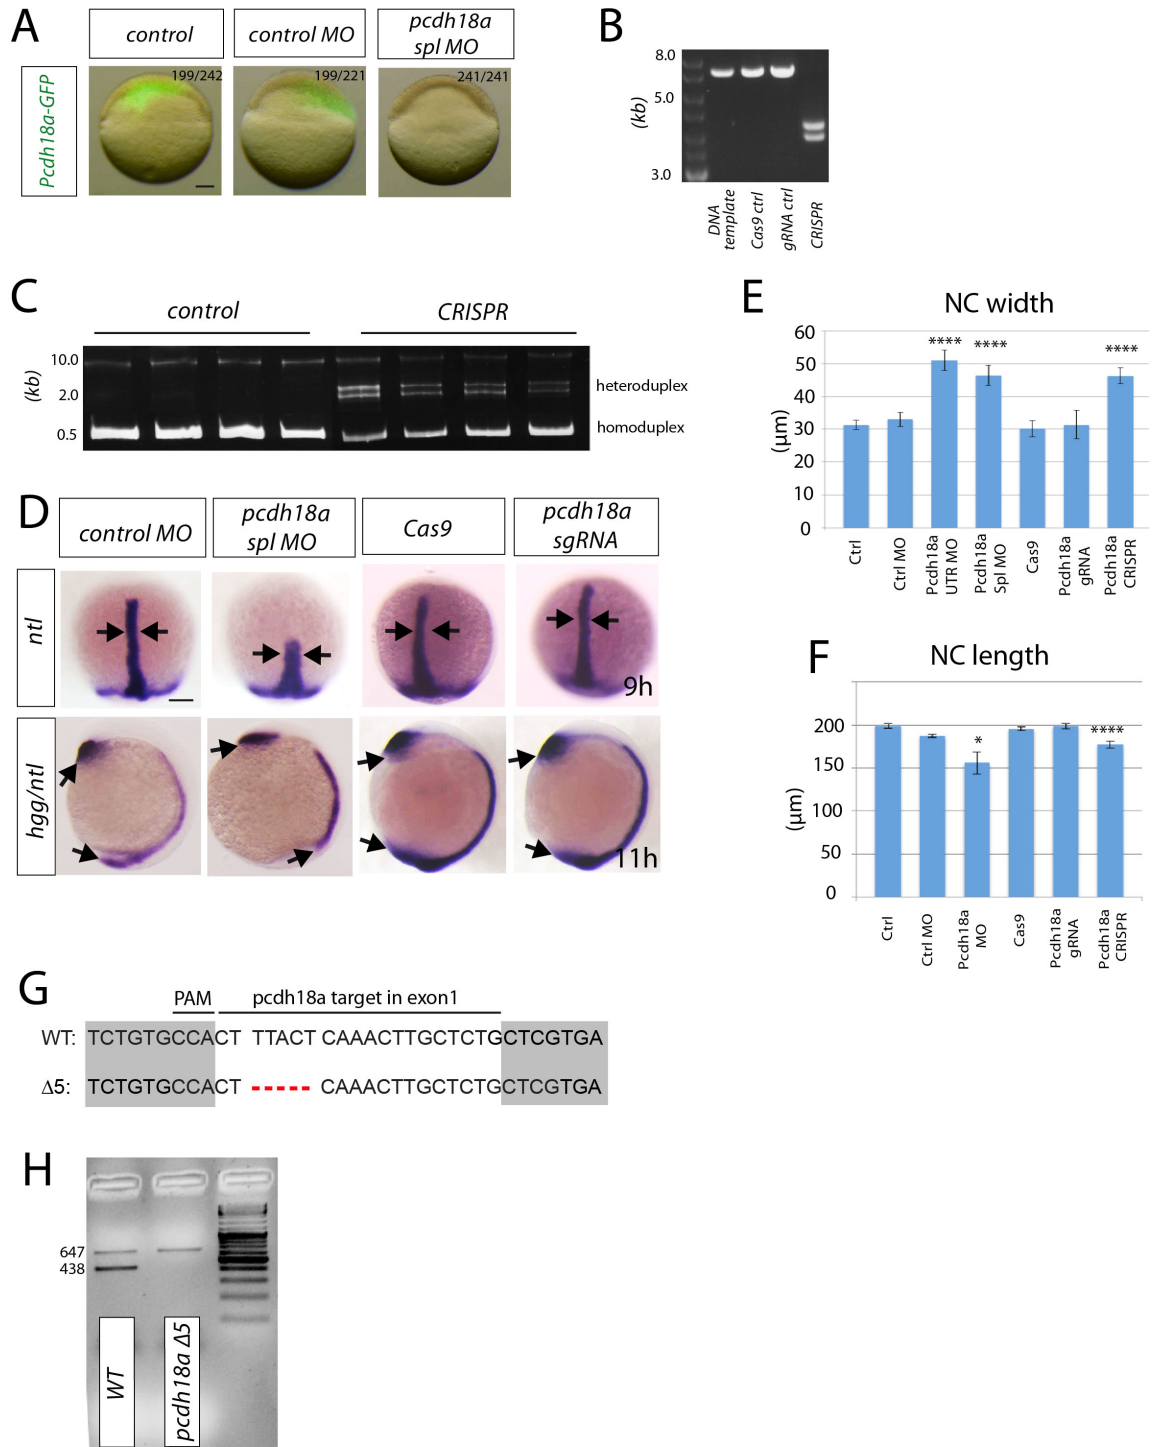 A
control
control MO
pcdh18a
spl MO
Pcdh18a-GFP
199/242
199/221
241/241
B
(kb)
8.0
5.0
3.0
DNA
template
Cas9 ctrl
gRNA ctrl
CRISPR
C
control
CRISPR
(kb)
10.0
2.0
0.5
heteroduplex
homoduplex
D
control MO
pcdh18a
spl MO
Cas9
pcdh18a
sgRNA
ntl
9h
hgg/ntl
11h
E
NC width
(µm)
60
50
40
30
20
10
0
****
****
****
Ctrl
Ctrl MO
Pcdh18a
UTR MO
Pcdh18a
Spl MO
Cas9
Pcdh18a
gRNA
Pcdh18a
CRISPR
F
NC length
(µm)
200
150
100
50
0
*
****
Ctrl
Ctrl MO
Pcdh18a
MO
Cas9
Pcdh18a
gRNA
Pcdh18a
CRISPR
G
PAM
pcdh18a target in exon1
WT: TCTGTGCCACT TTACT CAAACTTGCTCTGCTCGTGA
Δ5: TCTGTGCCACT ----- CAAACTTGCTCTGCTCGTGA
H
647
438
WT
pcdh18a Δ5